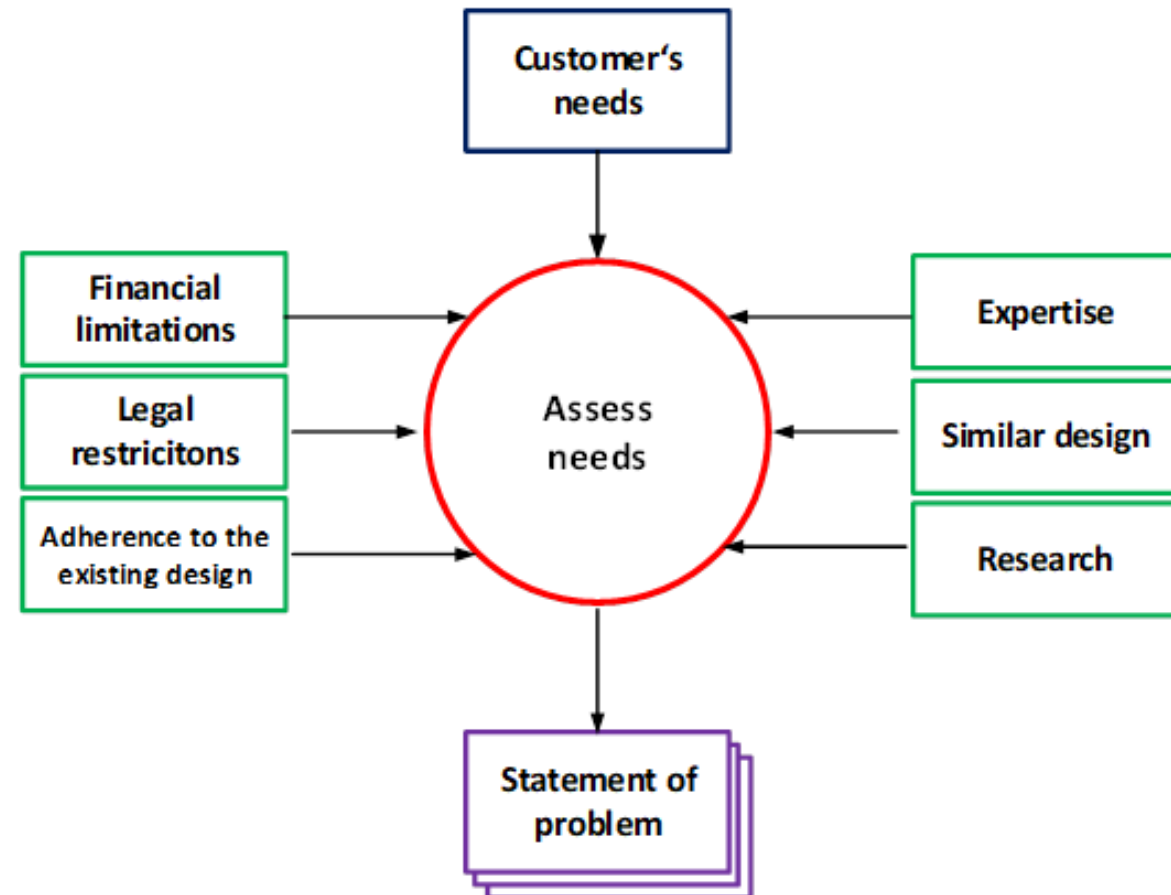 Customer‘s
needs
Financial
limitations
Legal
restricitons
Adherence to the
existing design
Assess
needs
Expertise
Similar design
Research
Statement of
problem